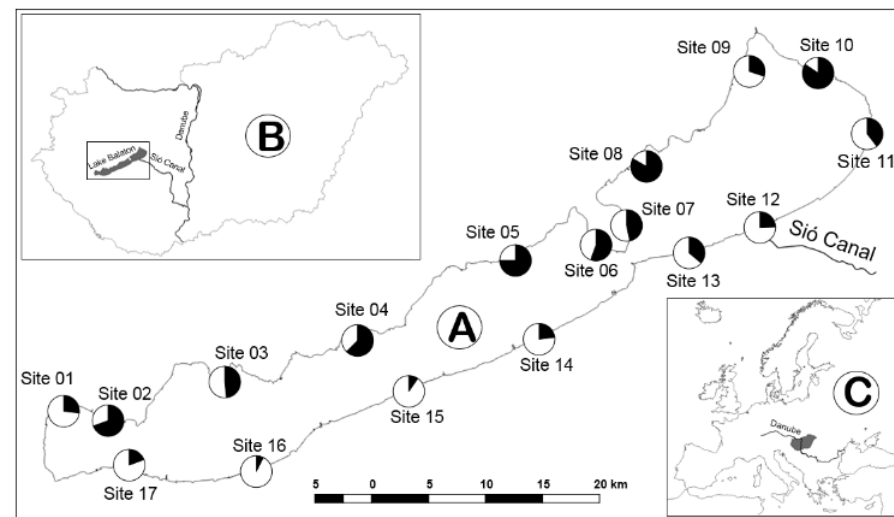 Site 09
Site 10
Danube
B
Lake Balaton
Sió Canal
Site 08
Site 11
Site 07
Site 12
Site 05
Site 06
Sió Canal
Site 13
Site 04
A
Site 03
Site 14
Site 01
Site 02
C
Site 15
Danube
Site 16
Site 17
5 0 5 10 15 20 km